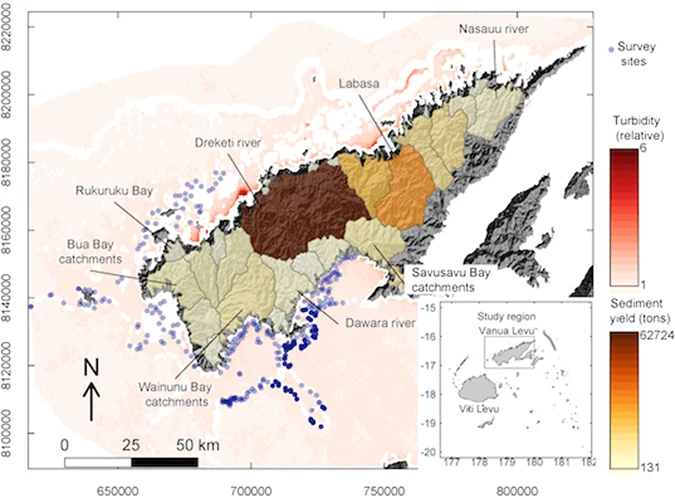 Nasauu river
Survey
sites
Labasa
Turbidity
(relative)
6
1
Dreketi river
Rukuruku Bay
Bua Bay
catchments
Savusavu Bay
catchments
Dawara river
Wainunu Bay
catchments
N
0 25 50 km
Sediment
yield (tons)
62724
131
Study region
Vanua Levu
Viti Levu
-15
-16
-17
-18
-19
-20
177 178 179 180 181 182
8220000
8200000
8180000
8160000
8140000
8120000
8100000
650000 700000 750000 800000